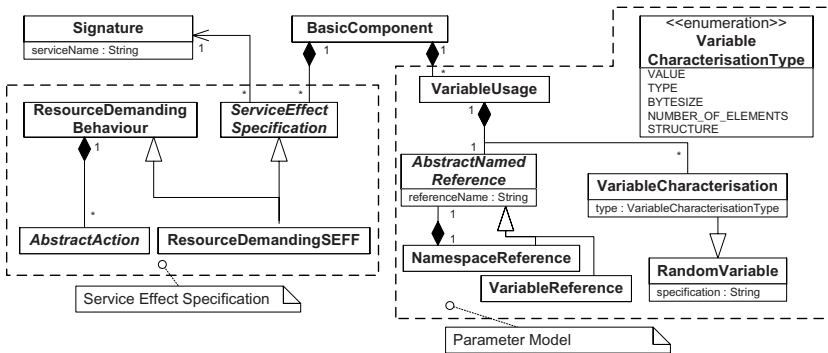 Signature
serviceName : String
1
BasicComponent
<<enumeration>>
Variable
CharacterisationType
VALUE
TYPE
BYTESIZE
NUMBER_OF_ELEMENTS
STRUCTURE
*
*
*
VariableUsage
1
ResourceDemanding
Behaviour
1
ServiceEffect
Specification
1
*
AbstractNamed
Reference
referenceName : String
VariableCharacterisation
type : VariableCharacterisationType
*
1
1
AbstractAction
ResourceDemandingSEFF
NamespaceReference
VariableReference
RandomVariable
specification : String
Service Effect Specification
Parameter Model